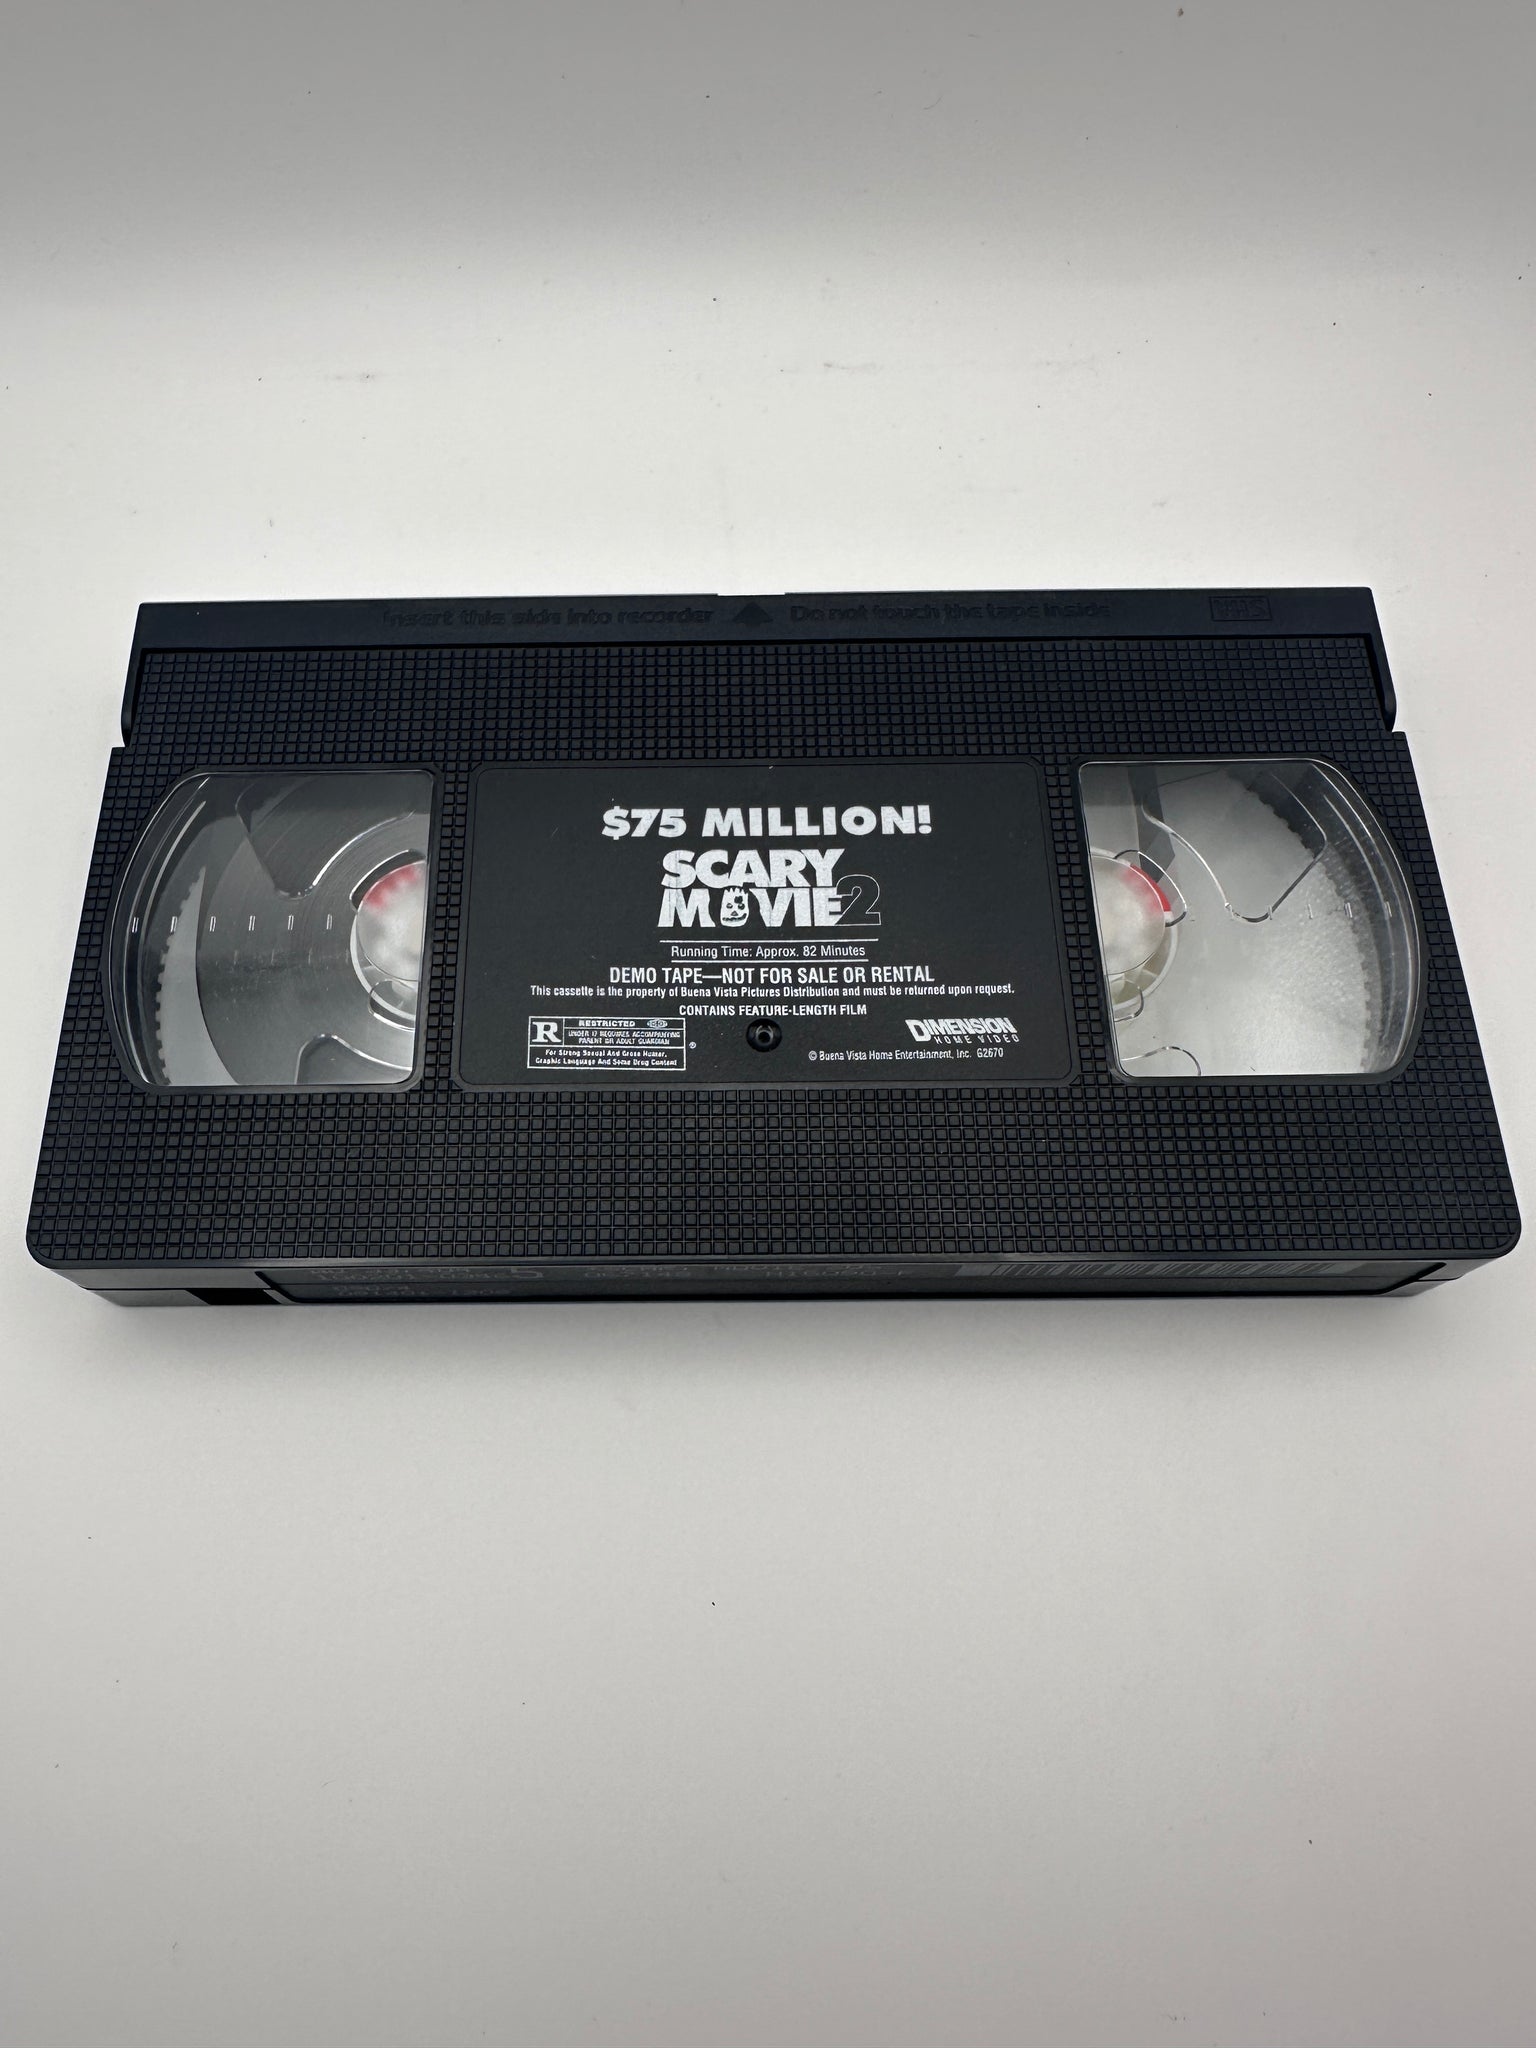 Insert this side into recorder ▲ Do not touch the tape inside VHS
$75 MILLION!
SCARY
MOVIE 2
Running Time: Approx. 82 Minutes
DEMO TAPE—NOT FOR SALE OR RENTAL
This cassette is the property of Buena Vista Pictures Distribution and must be returned upon request.
CONTAINS FEATURE-LENGTH FILM
R RESTRICTED
UNDER 17 REQUIRES ACCOMPANYING
PARENT OR ADULT GUARDIAN
®
For Strong Sexual And Gross Humor,
Graphic Language And Some Drug Content
DIMENSION
HOME VIDEO
© Buena Vista Home Entertainment, Inc. G2670